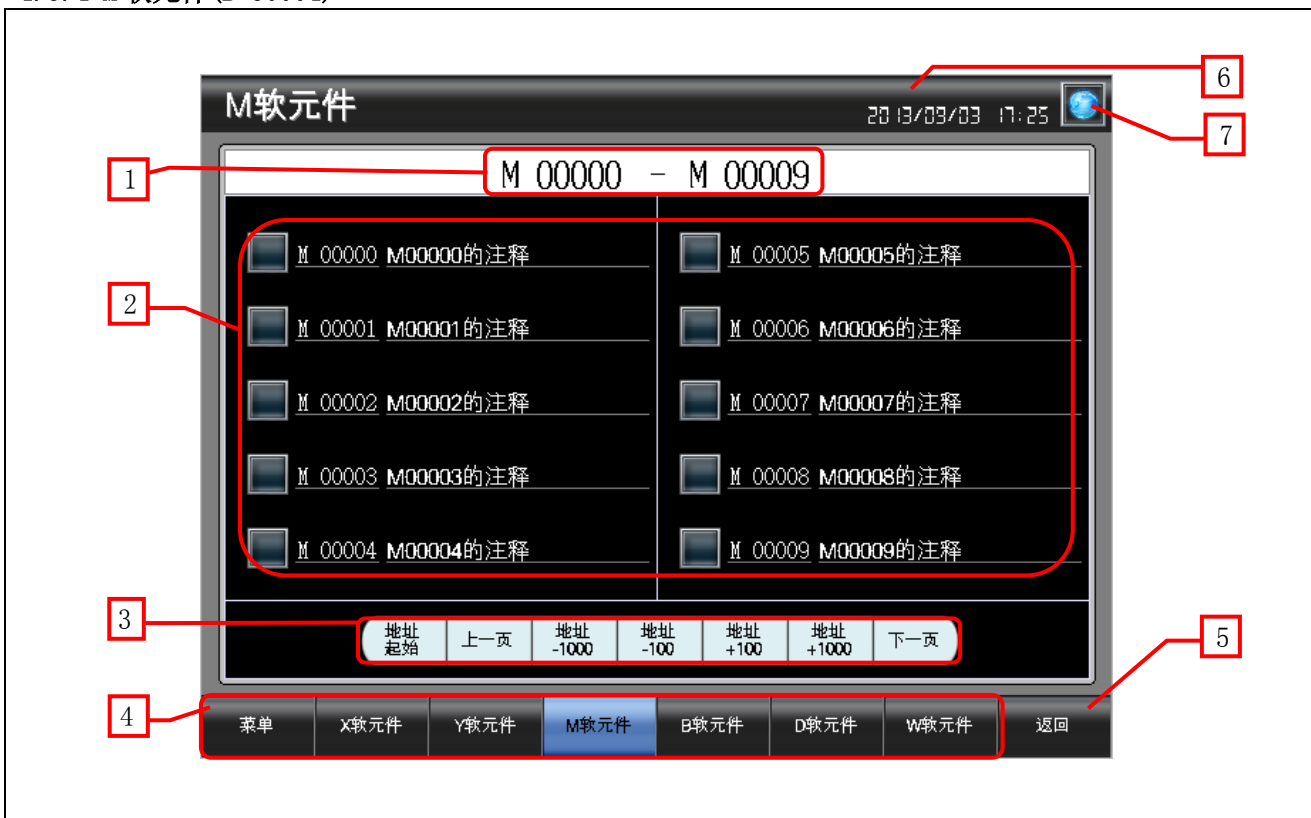 6
M软元件
2013/09/03 17:25
7
1
M 00000 - M 00009
M 00000 M00000的注释
M 00005 M00005的注释
2
M 00001 M00001的注释
M 00006 M00006的注释
M 00002 M00002的注释
M 00007 M00007的注释
M 00003 M00003的注释
M 00008 M00008的注释
M 00004 M00004的注释
M 00009 M00009的注释
3
地址
起始
上一页
地址
-1000
地址
-100
地址
+100
地址
+1000
下一页
5
4
菜单
X软元件
Y软元件
M软元件
B软元件
D软元件
W软元件
返回